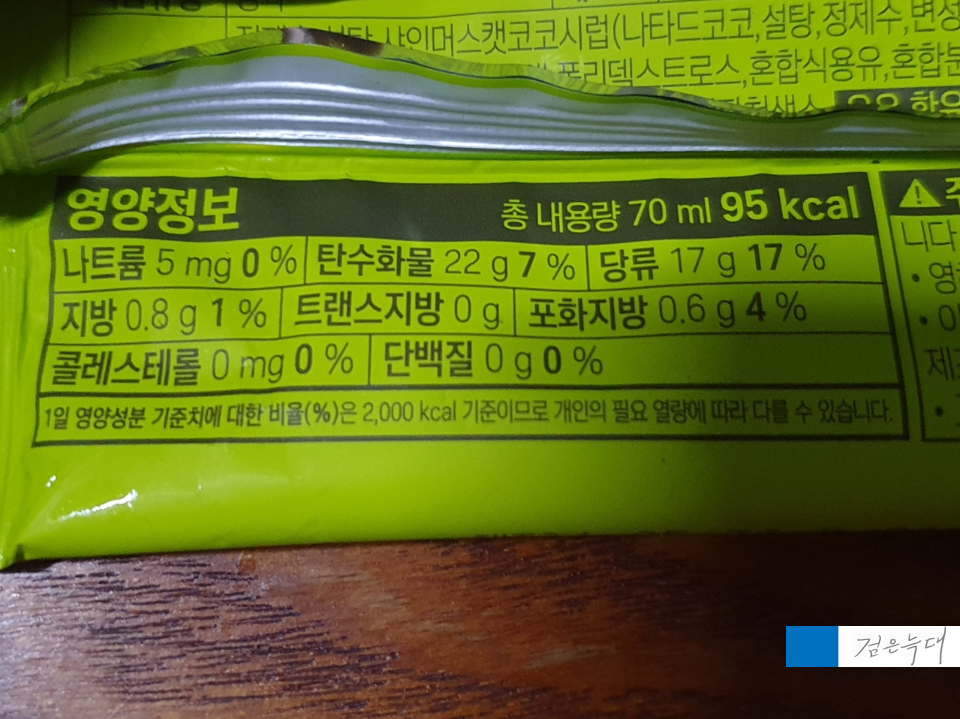 샤인머스캣코코시럽(나타드코코,설탕,정제수,변성
폴리덱스트로스,혼합식용유,혼합분
영양정보 총 내용량 70 ml 95 kcal
나트륨 5 mg 0 % 탄수화물 22 g 7 % 당류 17 g 17 %
지방 0.8 g 1 % 트랜스지방 0 g 포화지방 0.6 g 4 %
콜레스테롤 0 mg 0 % 단백질 0 g 0 %
1일 영양성분 기준치에 대한 비율(%)은 2,000 kcal 기준이므로 개인의 필요 열량에 따라 다를 수 있습니다.
니다
검은늑대